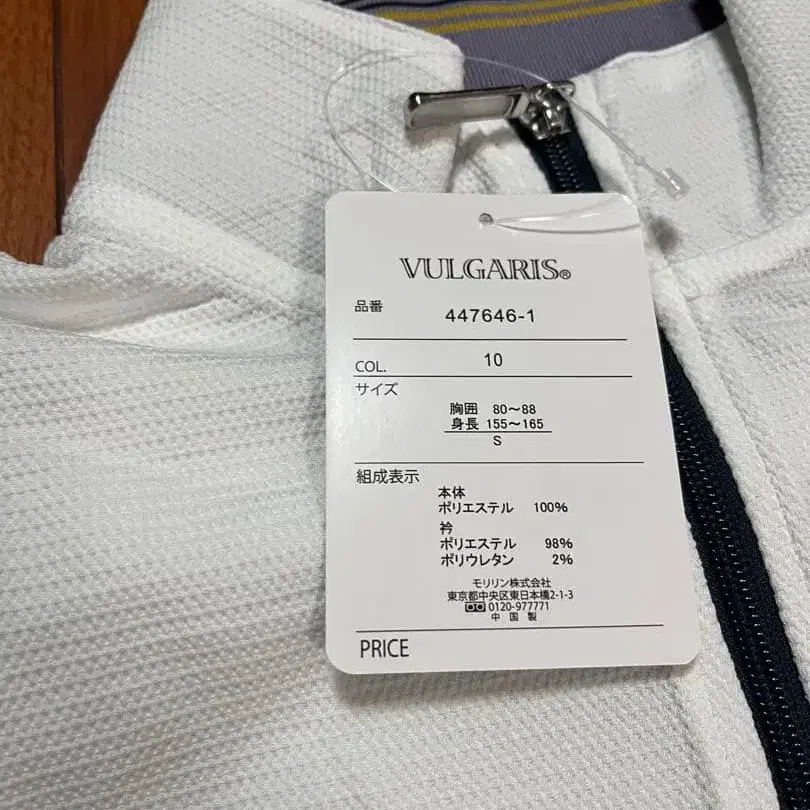 VULGARIS®
品番 447646-1
COL. 10
サイズ
胸囲 80～88
身長 155～165
S
組成表示
本体
ポリエステル 100%
衿
ポリエステル 98%
ポリウレタン 2%
モリリン株式会社
東京都中央区東日本橋2-1-3
0120-977771
中国製
PRICE